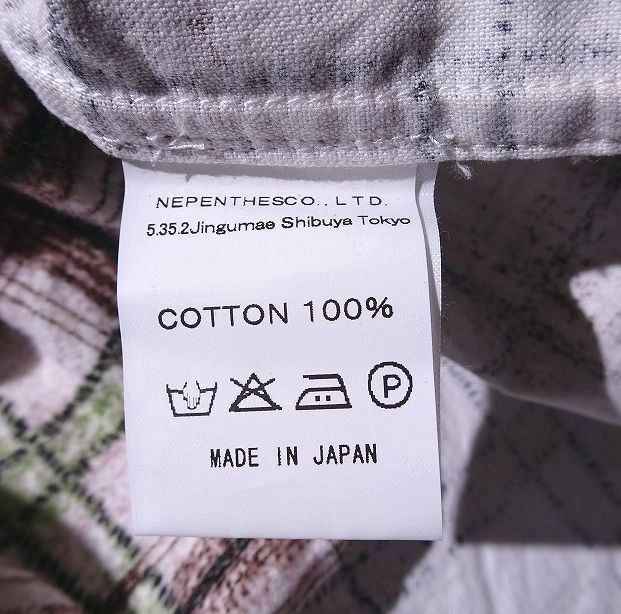 NEPENTHESCO., LTD.
5.35.2Jingumae Shibuya Tokyo
COTTON 100%
P
MADE IN JAPAN